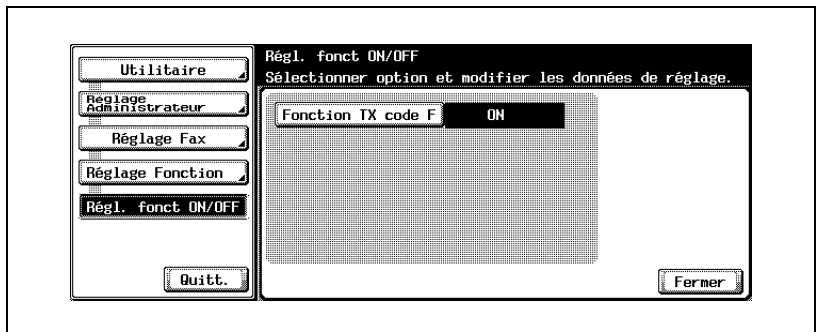 Régl. fonct ON/OFF
Sélectionner option et modifier les données de réglage.
Utilitaire
Réglage
Administrateur
Réglage Fax
Réglage Fonction
Régl. fonct ON/OFF
Quitt.
Fonction TX code F ON
Fermer